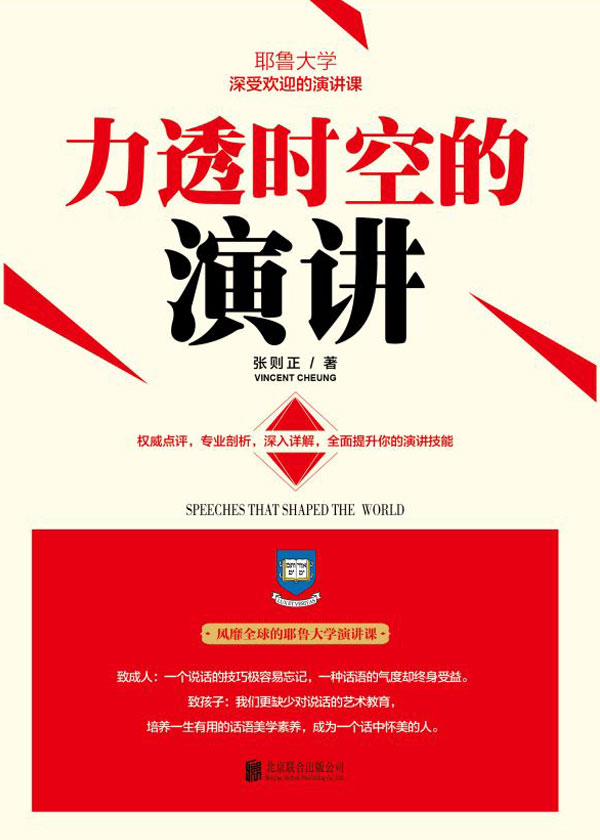 耶鲁大学
深受欢迎的演讲课
力透时空的
演讲
张则正 / 著
VINCENT CHEUNG
权威点评，专业剖析，深入详解，全面提升你的演讲技能
SPEECHES THAT SHAPED THE WORLD
LUX ET VERITAS
风靡全球的耶鲁大学演讲课
致成人：一个说话的技巧极容易忘记，一种话语的气度却终身受益。
致孩子：我们更缺少对说话的艺术教育，
培养一生有用的话语美学素养，成为一个话中怀美的人。
北京联合出版公司